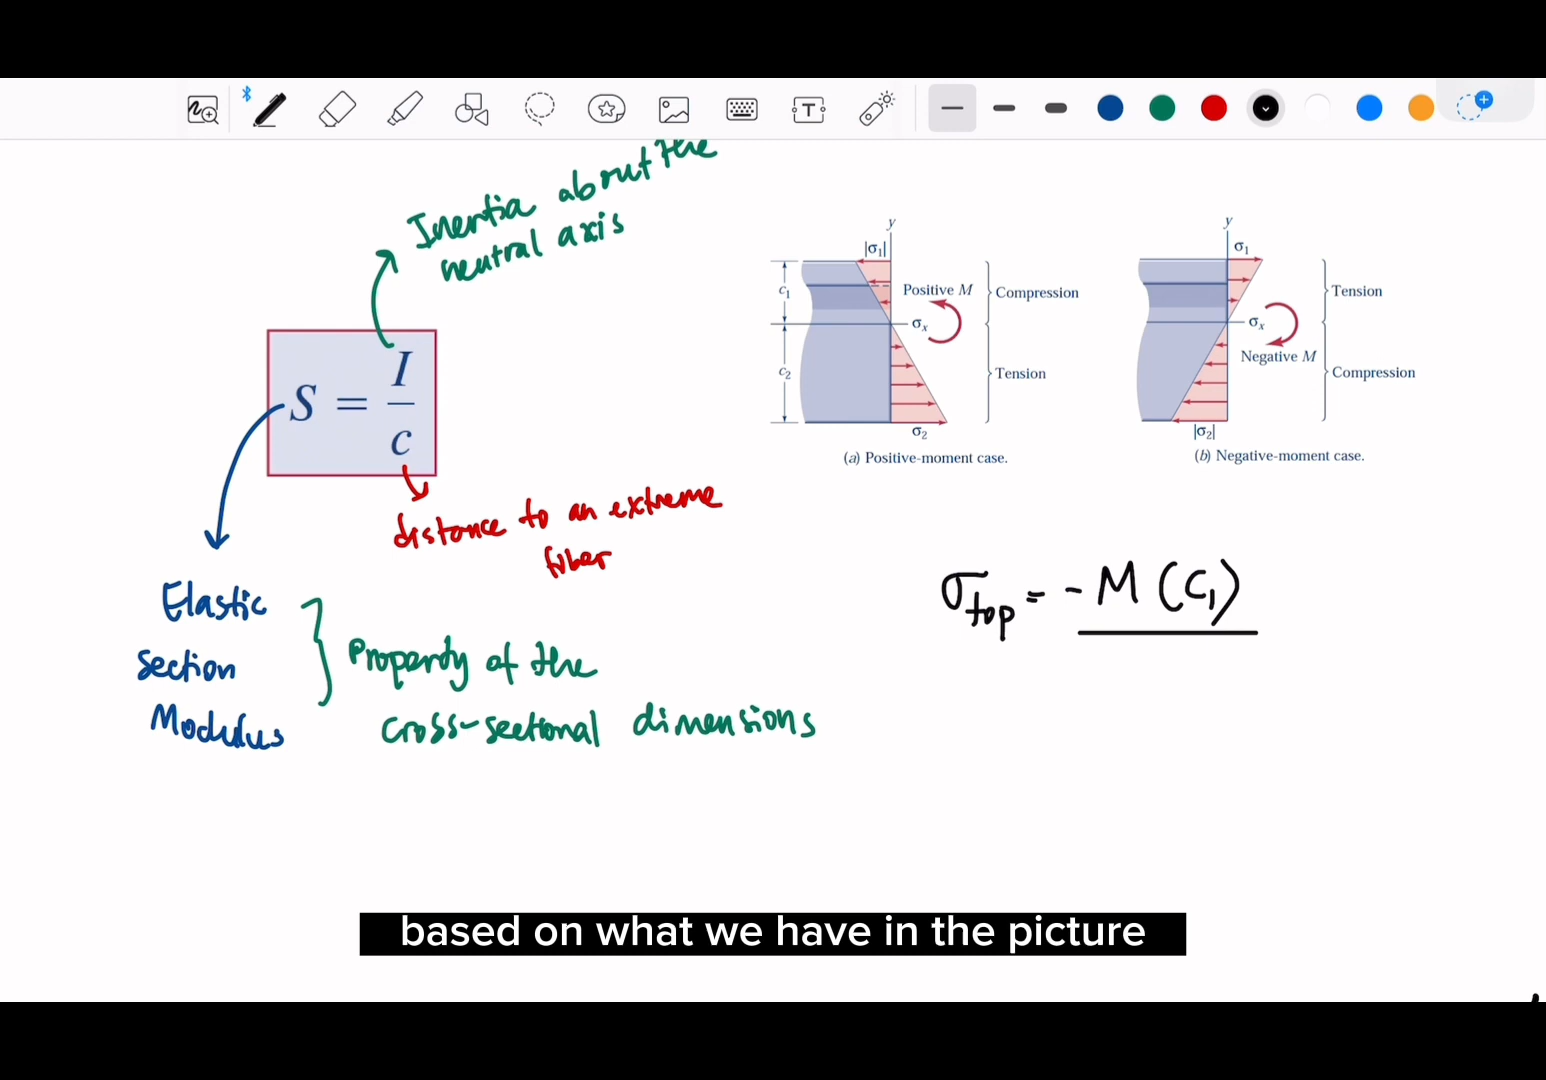 Inertia about the
neutral axis
S = I / c
distance to an extreme
fiber
Elastic
Section
Modulus
Property of the
cross-sectional dimensions
y
|σ₁|
c₁
Positive M
Compression
σₓ
c₂
Tension
σ₂
(a) Positive-moment case.
y
σ₁
Tension
σₓ
Negative M
Compression
|σ₂|
(b) Negative-moment case.
σtop = - M (C₁)
based on what we have in the picture